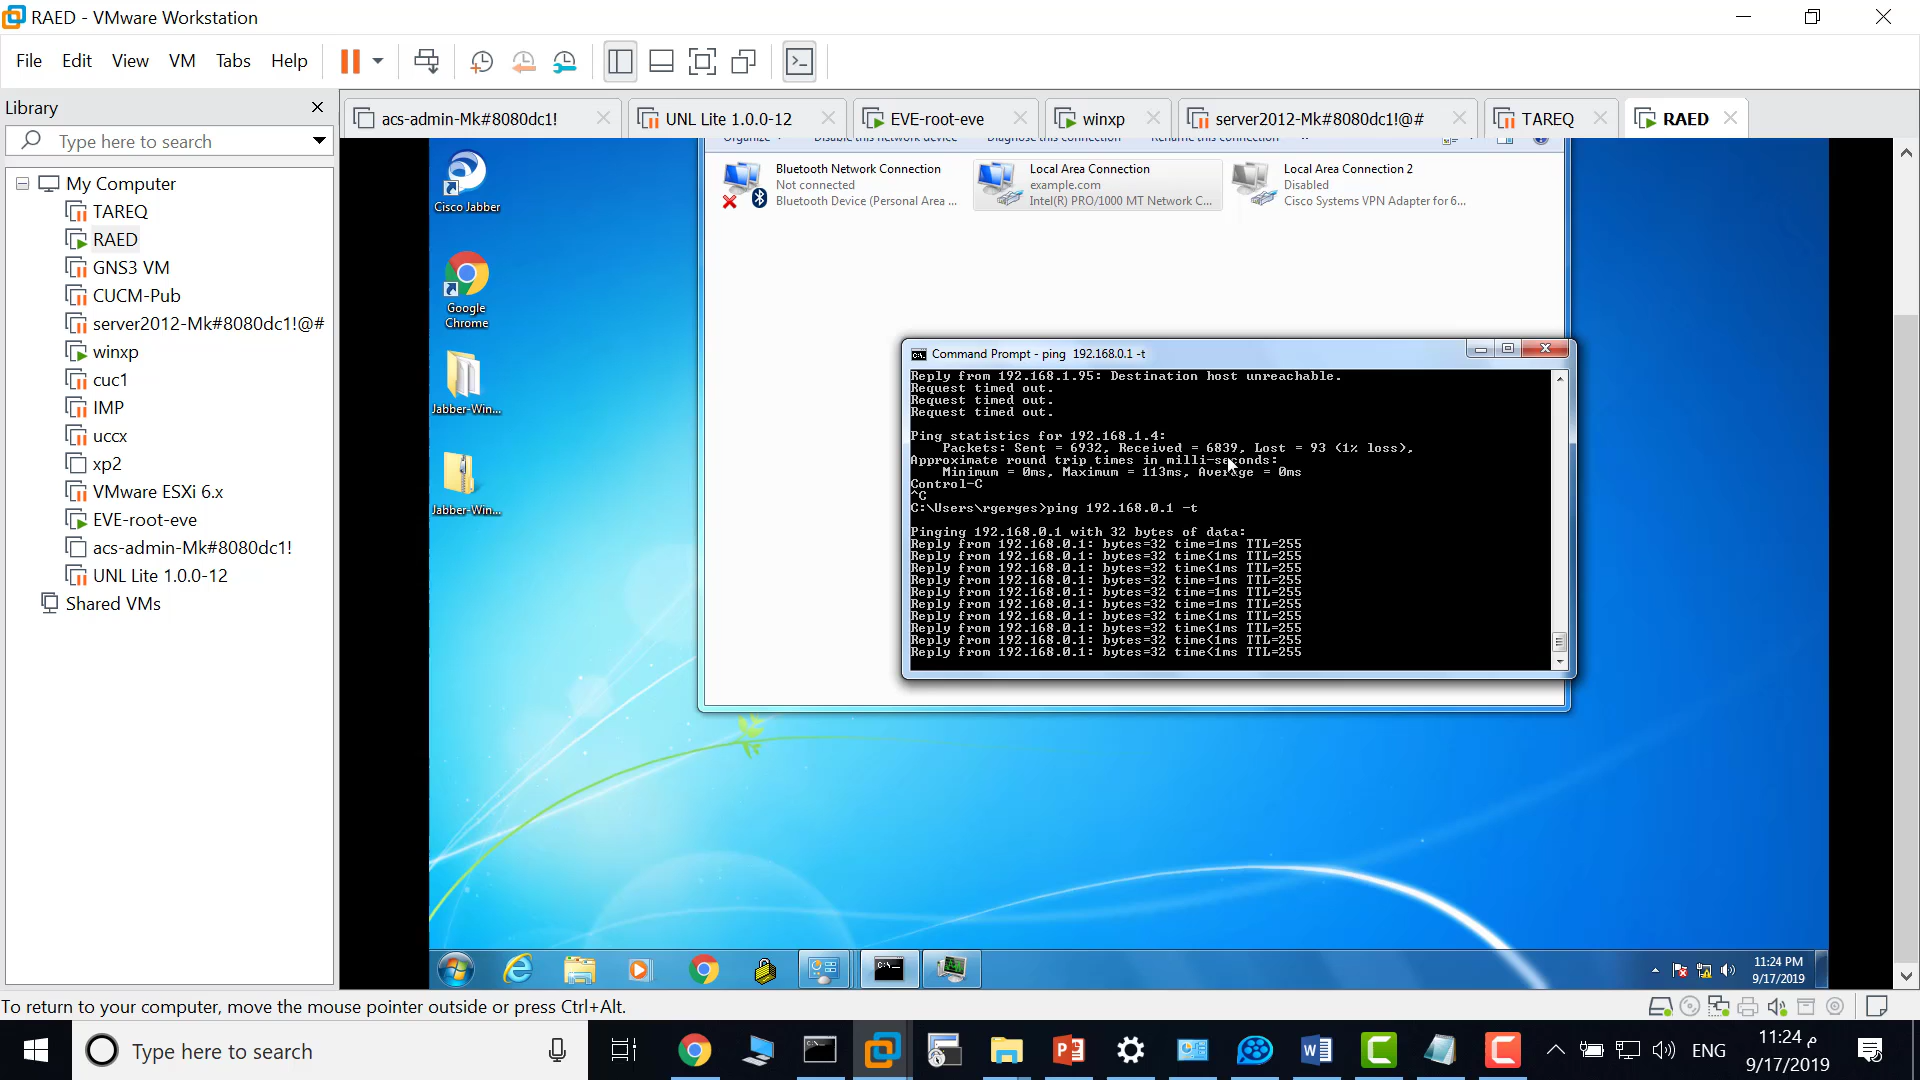 RAED - VMware Workstation
File Edit View VM Tabs Help
Library
Type here to search
My Computer
TAREQ
RAED
GNS3 VM
CUCM-Pub
server2012-Mk#8080dc1!@#
winxp
cuc1
IMP
uccx
xp2
VMware ESXi 6.x
EVE-root-eve
acs-admin-Mk#8080dc1!
UNL Lite 1.0.0-12
Shared VMs
acs-admin-Mk#8080dc1! UNL Lite 1.0.0-12 EVE-root-eve winxp server2012-Mk#8080dc1!@# TAREQ RAED
Organize Disable this network device Diagnose this connection Rename this connection »
Bluetooth Network Connection
Not connected
Bluetooth Device (Personal Area ...
Local Area Connection
example.com
Intel(R) PRO/1000 MT Network C...
Local Area Connection 2
Disabled
Cisco Systems VPN Adapter for 6...
Cisco Jabber
Google
Chrome
Jabber-Win...
Jabber-Win...
Command Prompt - ping 192.168.0.1 -t
Reply from 192.168.1.95: Destination host unreachable.
Request timed out.
Request timed out.
Request timed out.
Ping statistics for 192.168.1.4:
Packets: Sent = 6932, Received = 6839, Lost = 93 (1% loss),
Approximate round trip times in milli-seconds:
Minimum = 0ms, Maximum = 113ms, Average = 0ms
Control-C
^C
C:\Users\rgerges>ping 192.168.0.1 -t
Pinging 192.168.0.1 with 32 bytes of data:
Reply from 192.168.0.1: bytes=32 time=1ms TTL=255
Reply from 192.168.0.1: bytes=32 time<1ms TTL=255
Reply from 192.168.0.1: bytes=32 time<1ms TTL=255
Reply from 192.168.0.1: bytes=32 time=1ms TTL=255
Reply from 192.168.0.1: bytes=32 time=1ms TTL=255
Reply from 192.168.0.1: bytes=32 time=1ms TTL=255
Reply from 192.168.0.1: bytes=32 time<1ms TTL=255
Reply from 192.168.0.1: bytes=32 time<1ms TTL=255
Reply from 192.168.0.1: bytes=32 time<1ms TTL=255
Reply from 192.168.0.1: bytes=32 time<1ms TTL=255
11:24 PM
9/17/2019
To return to your computer, move the mouse pointer outside or press Ctrl+Alt.
Type here to search
ENG
11:24 م
9/17/2019